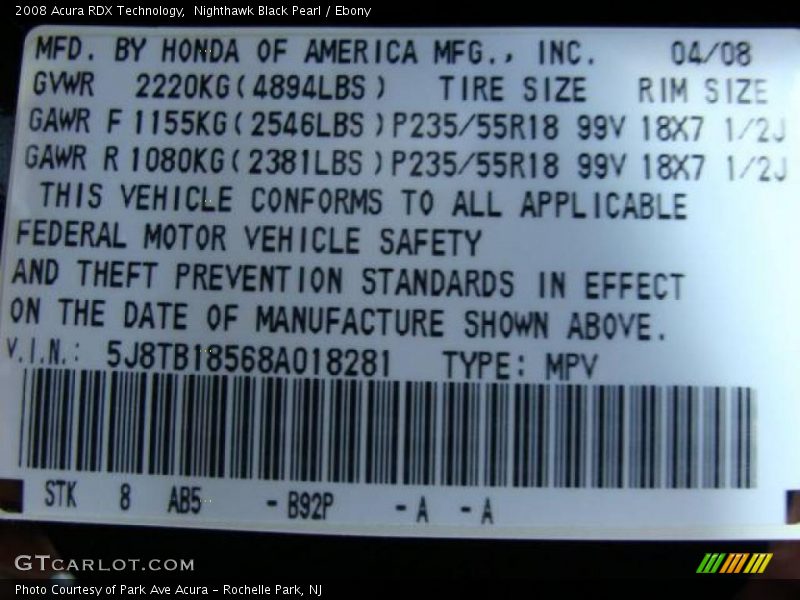 2008 Acura RDX Technology,  Nighthawk Black Pearl / Ebony
MFD. BY HONDA OF AMERICA MFG., INC. 04/08
GVWR 2220KG(4894LBS) TIRE SIZE RIM SIZE
GAWR F 1155KG(2546LBS)P235/55R18 99V 18X7 1/2J
GAWR R 1080KG(2381LBS)P235/55R18 99V 18X7 1/2J
THIS VEHICLE CONFORMS TO ALL APPLICABLE
FEDERAL MOTOR VEHICLE SAFETY
AND THEFT PREVENTION STANDARDS IN EFFECT
ON THE DATE OF MANUFACTURE SHOWN ABOVE.
V.I.N.: 5J8TB18568A018281 TYPE: MPV
STK 8 AB5 -B92P -A -A
GTCARLOT.COM
Photo Courtesy of Park Ave Acura - Rochelle Park, NJ